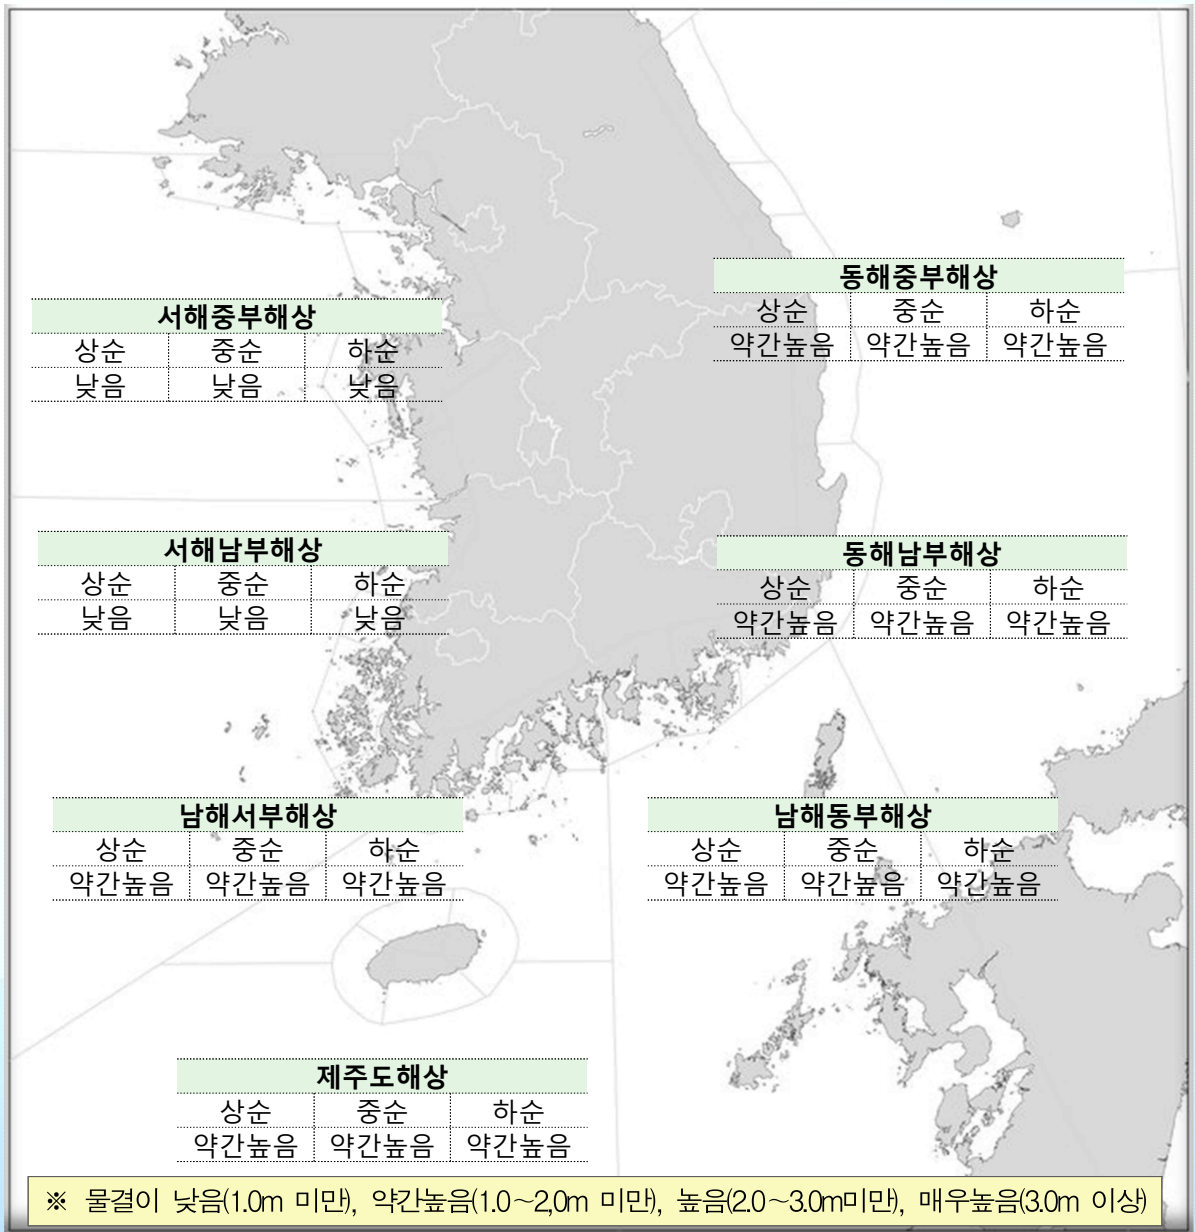 동해중부해상
상순 중순 하순
약간높음 약간높음 약간높음
서해중부해상
상순 중순 하순
낮음 낮음 낮음
서해남부해상
상순 중순 하순
낮음 낮음 낮음
동해남부해상
상순 중순 하순
약간높음 약간높음 약간높음
남해서부해상
상순 중순 하순
약간높음 약간높음 약간높음
남해동부해상
상순 중순 하순
약간높음 약간높음 약간높음
제주도해상
상순 중순 하순
약간높음 약간높음 약간높음
※ 물결이 낮음(1.0m 미만), 약간높음(1.0～2,0m 미만), 높음(2.0～3.0m미만), 매우높음(3.0m 이상)